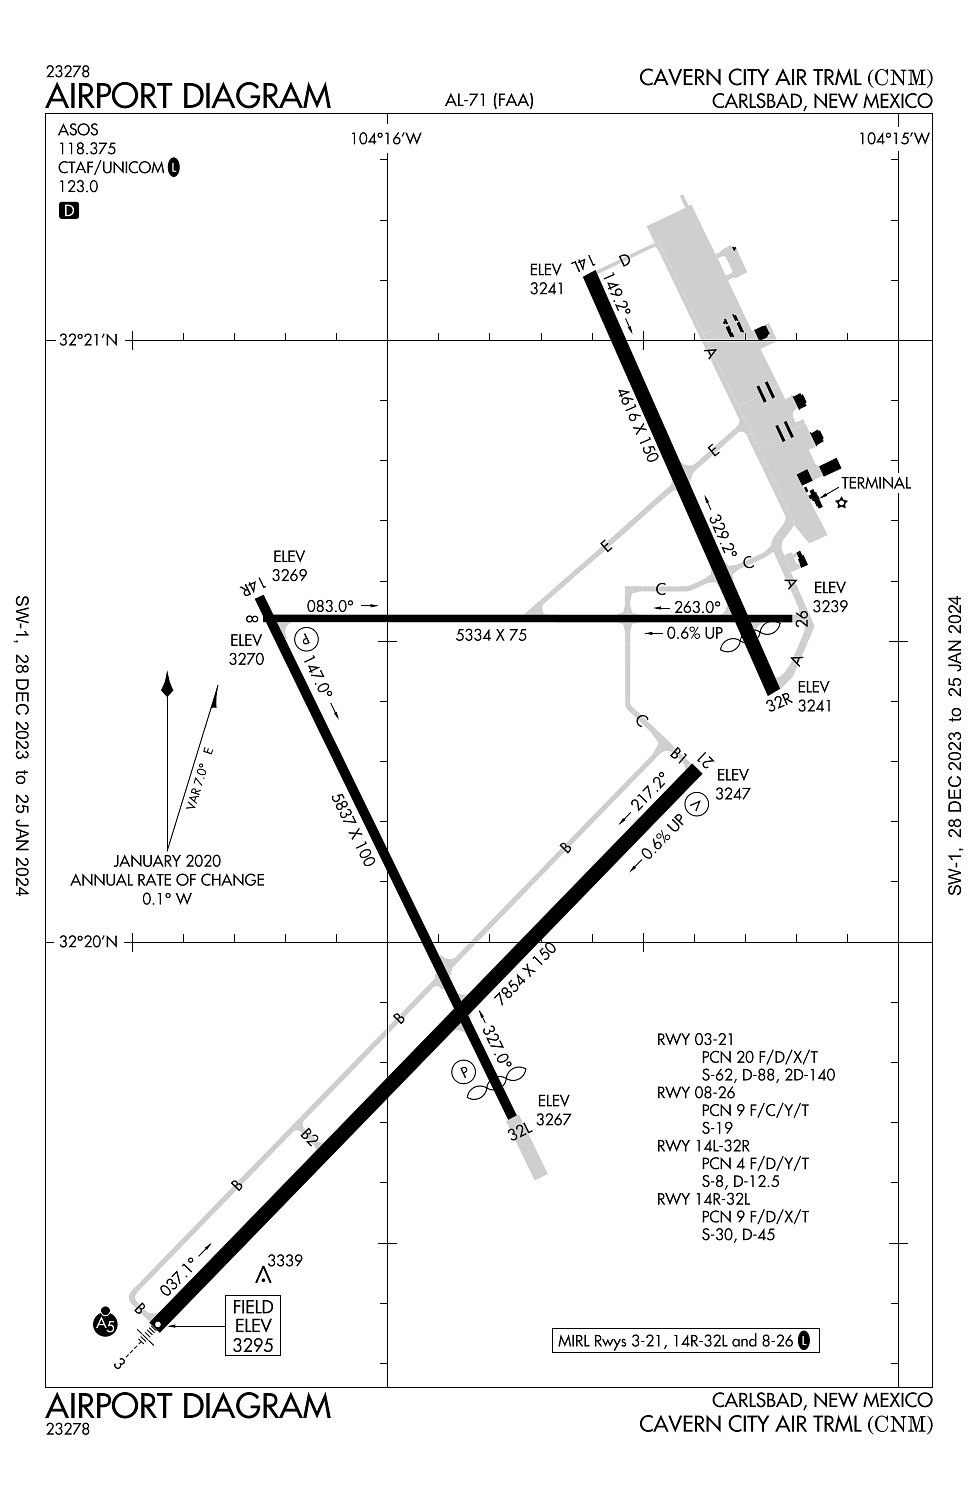 23278
AIRPORT DIAGRAM
AL-71 (FAA)
CAVERN CITY AIR TRML (CNM)
CARLSBAD, NEW MEXICO
ASOS
118.375
CTAF/UNICOM L
123.0
D
104°16'W
104°15'W
ELEV
3241
14L
D
149.2°
32°21'N
A
4616 X 150
E
TERMINAL
329.2°
E
C
A
ELEV
3269
14R
083.0°
C
263.0°
ELEV
3239
26
8
ELEV
3270
P
5334 X 75
0.6% UP
147.0°
A
ELEV
3241
32R
VAR 7.0° E
JANUARY 2020
ANNUAL RATE OF CHANGE
0.1° W
C
B1
21
ELEV
3247
V
217.2°
0.6% UP
5837 X 100
B
32°20'N
7854 X 150
B
327.0°
P
ELEV
3267
32L
RWY 03-21
PCN 20 F/D/X/T
S-62, D-88, 2D-140
RWY 08-26
PCN 9 F/C/Y/T
S-19
RWY 14L-32R
PCN 4 F/D/Y/T
S-8, D-12.5
RWY 14R-32L
PCN 9 F/D/X/T
S-30, D-45
B2
B
037.1°
3339
B
A5
3
FIELD
ELEV
3295
MIRL Rwys 3-21, 14R-32L and 8-26 L
SW-1, 28 DEC 2023 to 25 JAN 2024
SW-1, 28 DEC 2023 to 25 JAN 2024
AIRPORT DIAGRAM
23278
CARLSBAD, NEW MEXICO
CAVERN CITY AIR TRML (CNM)